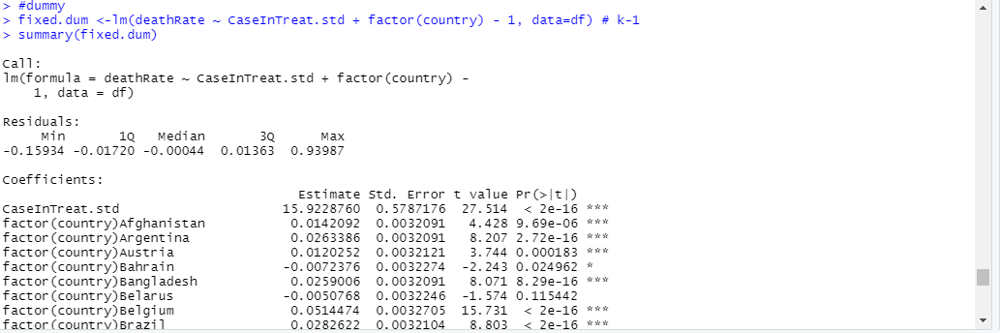 > #dummy
> fixed.dum <-lm(deathRate ~ CaseInTreat.std + factor(country) - 1, data=df) # k-1
> summary(fixed.dum)
Call:
lm(formula = deathRate ~ CaseInTreat.std + factor(country) -
1, data = df)
Residuals:
Min 1Q Median 3Q Max
-0.15934 -0.01720 -0.00044 0.01363 0.93987
Coefficients:
Estimate Std. Error t value Pr(>|t|)
CaseInTreat.std 15.9228760 0.5787176 27.514 < 2e-16 ***
factor(country)Afghanistan 0.0142092 0.0032091 4.428 9.69e-06 ***
factor(country)Argentina 0.0263386 0.0032091 8.207 2.72e-16 ***
factor(country)Austria 0.0120252 0.0032121 3.744 0.000183 ***
factor(country)Bahrain -0.0072376 0.0032274 -2.243 0.024962 *
factor(country)Bangladesh 0.0259006 0.0032091 8.071 8.29e-16 ***
factor(country)Belarus -0.0050768 0.0032246 -1.574 0.115442
factor(country)Belgium 0.0514474 0.0032705 15.731 < 2e-16 ***
factor(country)Brazil 0.0282622 0.0032104 8.803 < 2e-16 ***